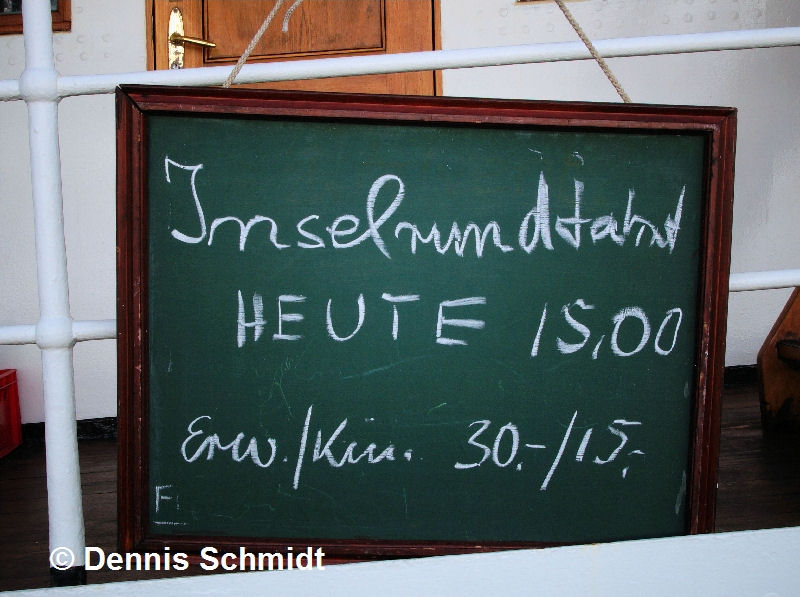 Inselrundfahrt
HEUTE 15,00
Erw./Kin. 30.-/15.-
F
© Dennis Schmidt